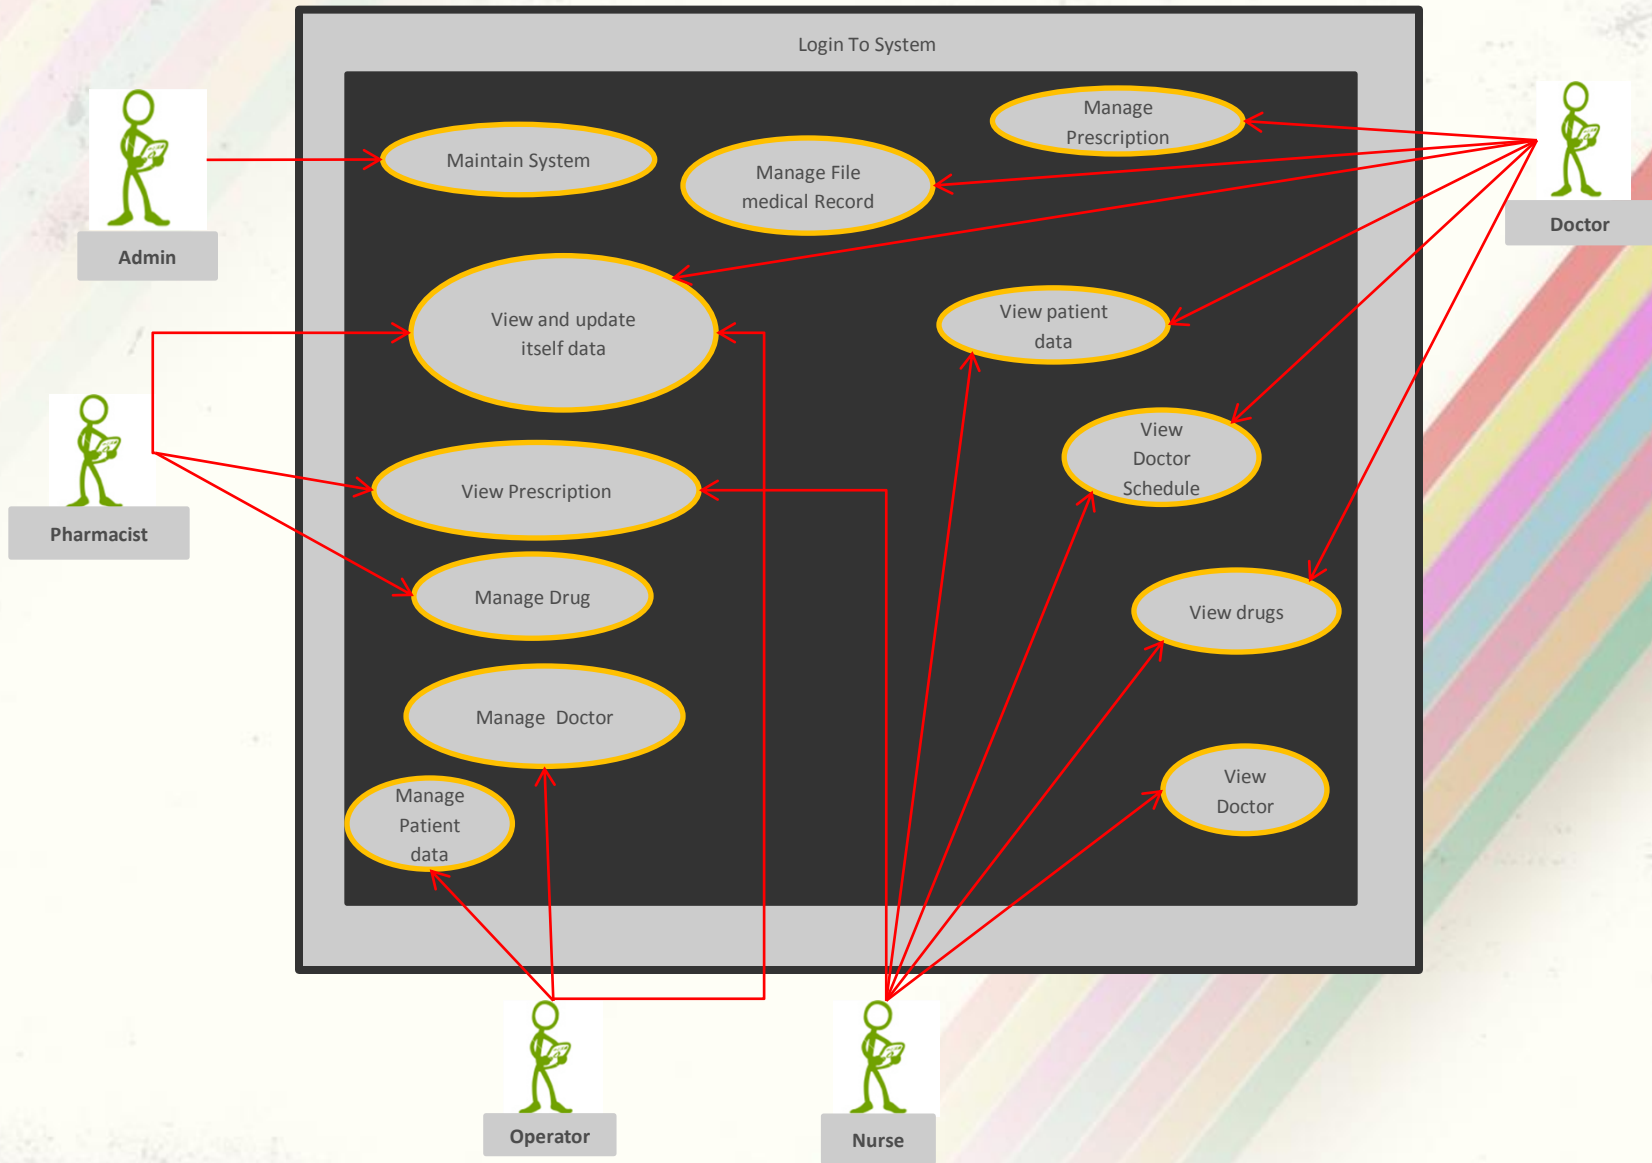 Login To System
Manage
Prescription
Maintain System
Manage File
medical Record
Doctor
Admin
View and update
itself data
View patient
data
View
Doctor
Schedule
View Prescription
Pharmacist
Manage Drug
View drugs
Manage  Doctor
View
Doctor
Manage
Patient
data
Operator
Nurse